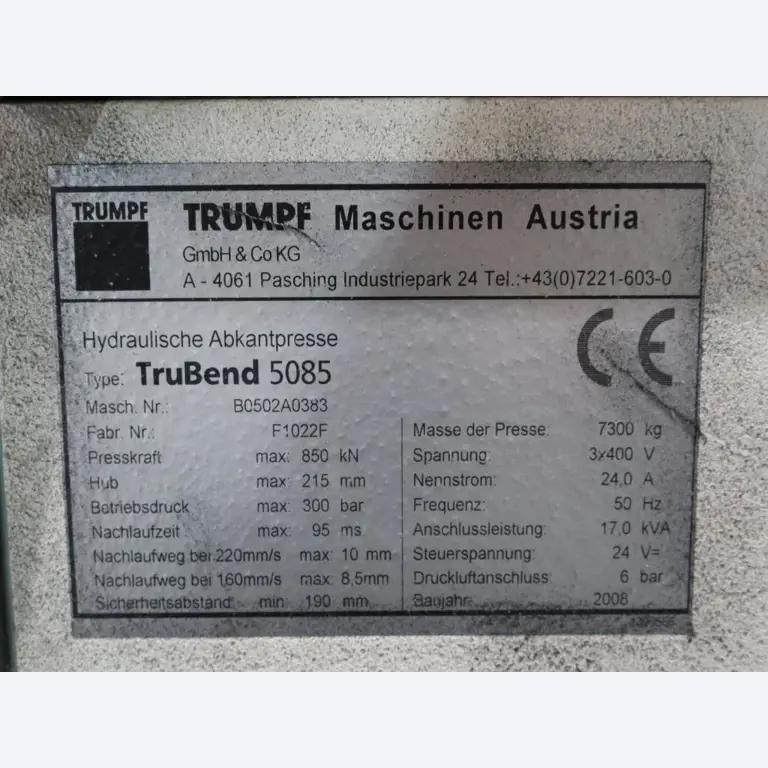 TRUMPF
TRUMPF Maschinen Austria
GmbH & Co KG
A - 4061 Pasching Industriepark 24 Tel.:+43(0)7221-603-0
Hydraulische Abkantpresse
CE
Type: TruBend 5085
Masch. Nr.: B0502A0383
Fabr. Nr.: F1022F
Presskraft max: 850 kN
Hub max: 215 mm
Betriebsdruck max: 300 bar
Nachlaufzeit max: 95 ms
Nachlaufweg bei 220mm/s max: 10 mm
Nachlaufweg bei 160mm/s max: 8,5mm
Sicherheitsabstand: min: 190 mm
Masse der Presse: 7300 kg
Spannung: 3x400 V
Nennstrom: 24,0 A
Frequenz: 50 Hz
Anschlussleistung: 17,0 kVA
Steuerspannung: 24 V=
Druckluftanschluss: 6 bar
Baujahr: 2008